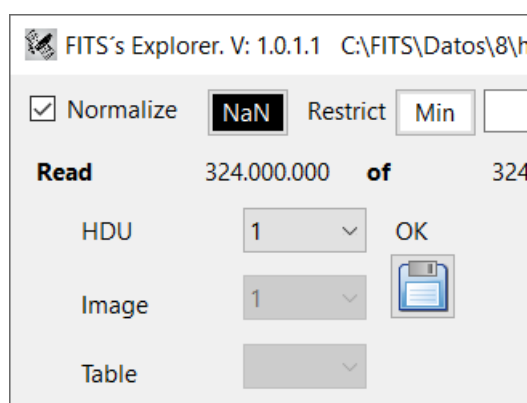 FITS´s Explorer. V: 1.0.1.1 C:\FITS\Datos\8\h
Normalize NaN Restrict Min
Read 324.000.000 of 324
HDU 1 OK
Image 1
Table